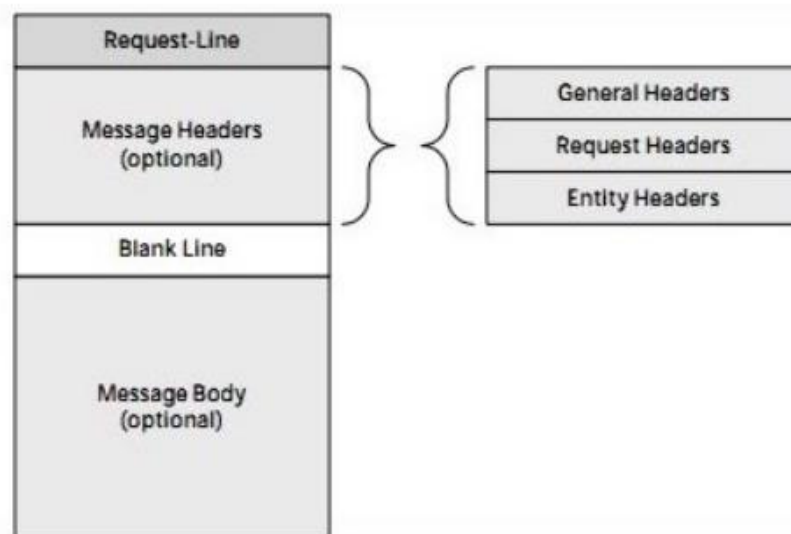 Request-Line
Message Headers
(optional)
Blank Line
Message Body
(optional)
General Headers
Request Headers
Entity Headers